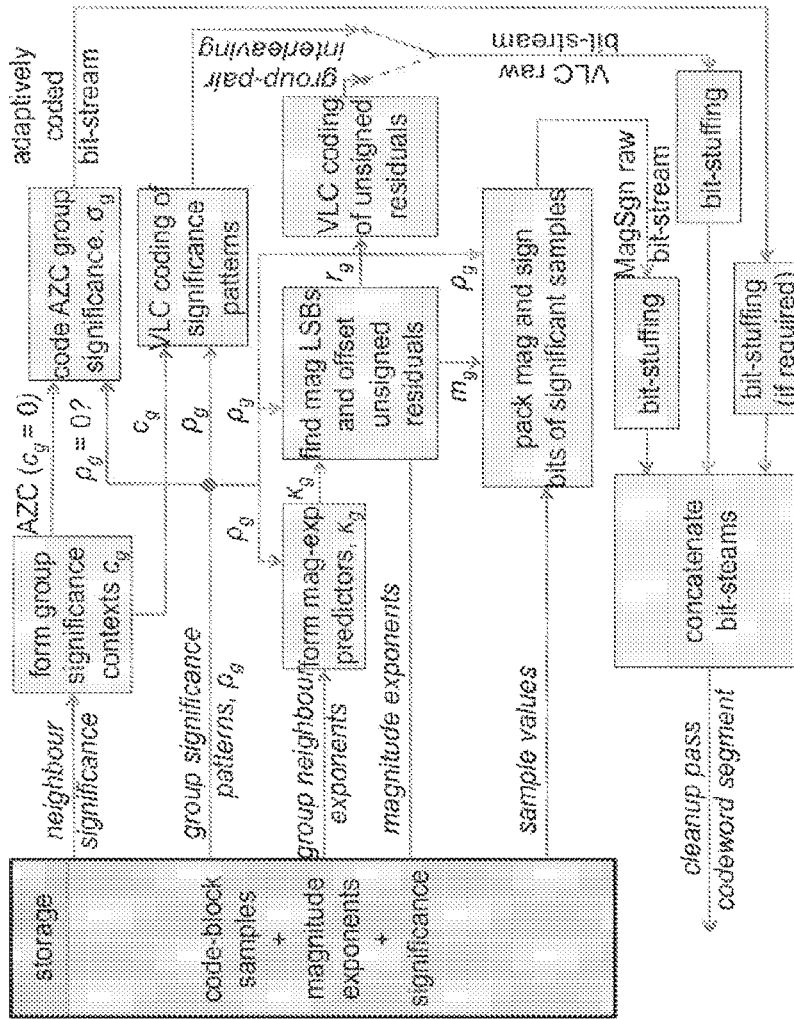 storage
code-block
samples
+
magnitude
exponents
+
significance
neighbour
significance
group significance
patterns, ρg
group neighbour
exponents
magnitude exponents
sample values
cleanup pass
codeword segment
form group
significance
contexts cg
AZC (cg = 0)
ρg = 0?
cg
ρg
ρg
ρg
form mag-exp
predictors, κg
κg
code AZC group
significance, σg
VLC coding of
significance
patterns
find mag LSBs
and offset
unsigned
residuals
rg
mg
ρg
VLC coding
of unsigned
residuals
pack mag and sign
bits of significant samples
adaptively
coded
bit-stream
group-pair
interleaving
VLC raw
bit-stream
MagSgn raw
bit-stream
bit-stuffing
bit-stuffing
bit-stuffing
(if required)
concatenate
bit-steams